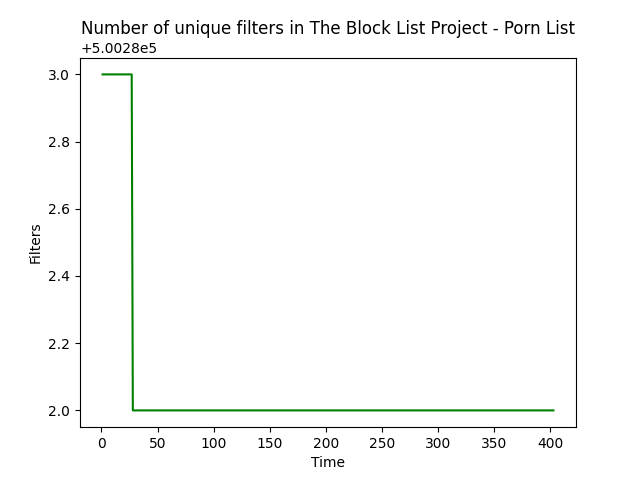 Number of unique filters in The Block List Project - Porn List
+5.0028e5
3.0
2.8
2.6
2.4
2.2
2.0
Filters
0 50 100 150 200 250 300 350 400
Time